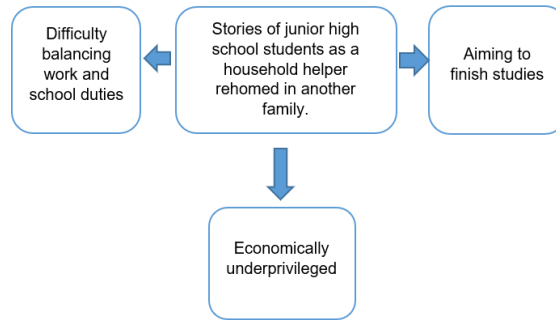 Difficulty
balancing
work and
school duties
Stories of junior high
school students as a
household helper
rehomed in another
family.
Aiming to
finish studies
Economically
underprivileged